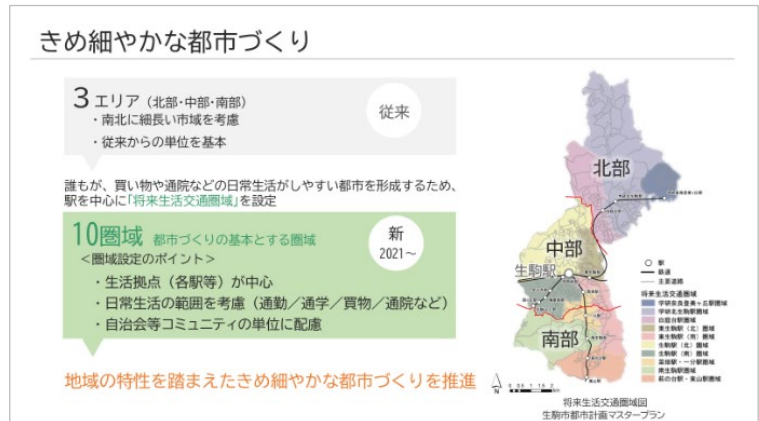 きめ細やかな都市づくり
3エリア（北部・中部・南部）
・南北に細長い市域を考慮
・従来からの単位を基本
従来
誰もが、買い物や通院などの日常生活がしやすい都市を形成するため、
駅を中心に「将来生活交通圏域」を設定
10圏域 都市づくりの基本とする圏域
＜圏域設定のポイント＞
・生活拠点（各駅等）が中心
・日常生活の範囲を考慮（通勤／通学／買物／通院など）
・自治会等コミュニティの単位に配慮
新
2021～
地域の特性を踏まえたきめ細やかな都市づくりを推進
北部
中部
生駒駅
南部
駅
鉄道
主要道路
将来生活交通圏域
学研奈良登美ヶ丘駅圏域
学研北生駒駅圏域
白庭台駅圏域
東生駒駅（北）圏域
東生駒駅（南）圏域
生駒駅（北）圏域
生駒駅（南）圏域
菜畑駅・一分駅圏域
南生駒駅圏域
萩の台駅・東山駅圏域
N
0 0.5 1 1.5 2
将来生活交通圏域図
生駒市都市計画マスタープラン